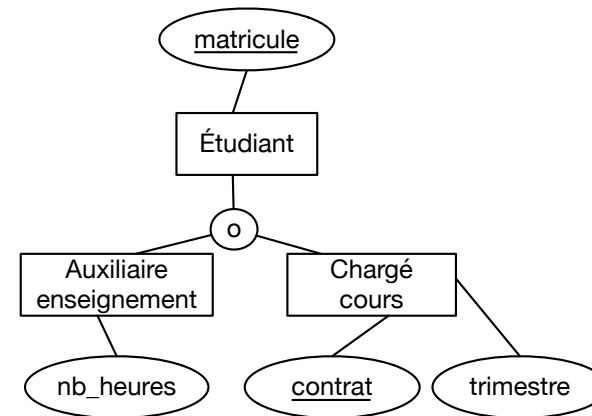 matricule
Étudiant
o
Auxiliaire
enseignement
Chargé
cours
nb_heures
contrat
trimestre